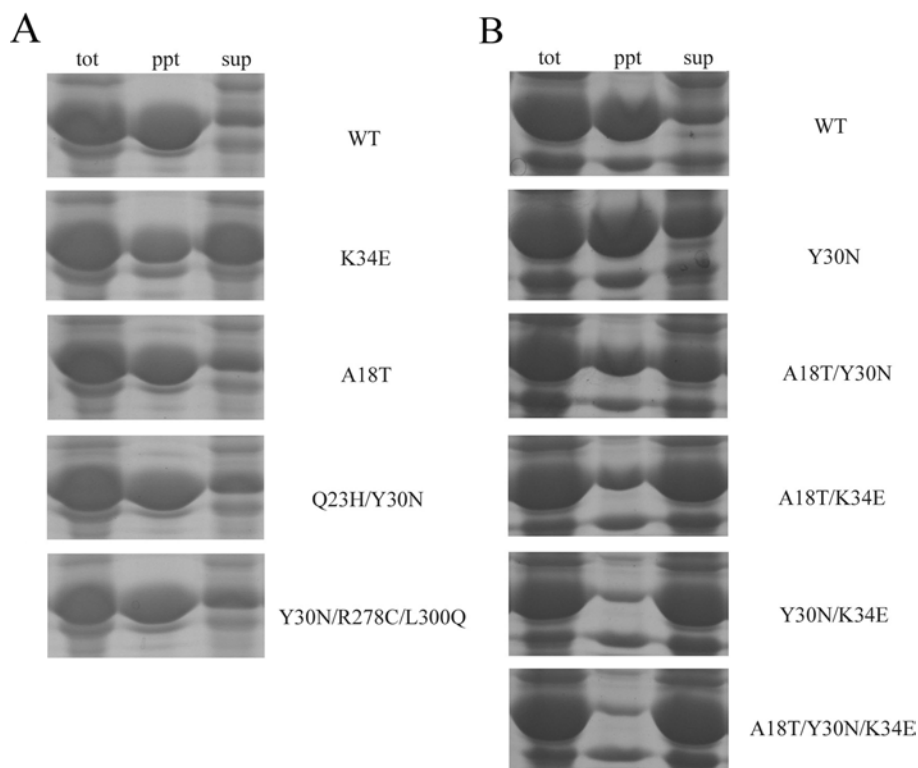 A
tot ppt sup
WT
K34E
A18T
Q23H/Y30N
Y30N/R278C/L300Q
B
tot ppt sup
WT
Y30N
A18T/Y30N
A18T/K34E
Y30N/K34E
A18T/Y30N/K34E